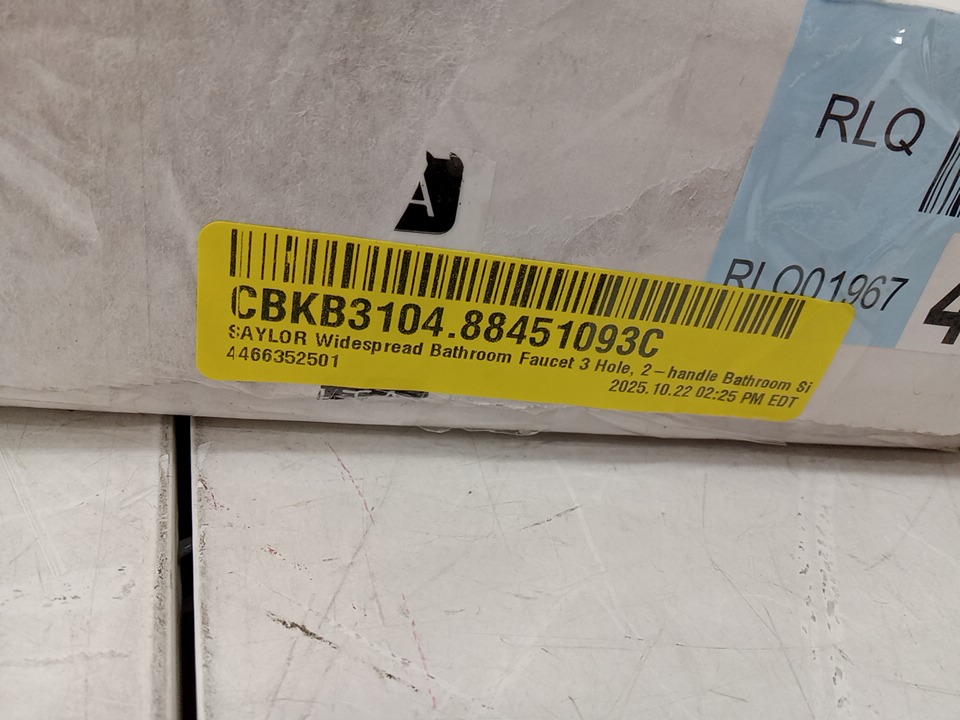 RLQ
A
RLQ01967
4
CBKB3104.88451093C
SAYLOR Widespread Bathroom Faucet 3 Hole, 2-handle Bathroom Si
4466352501
2025.10.22 02:25 PM EDT